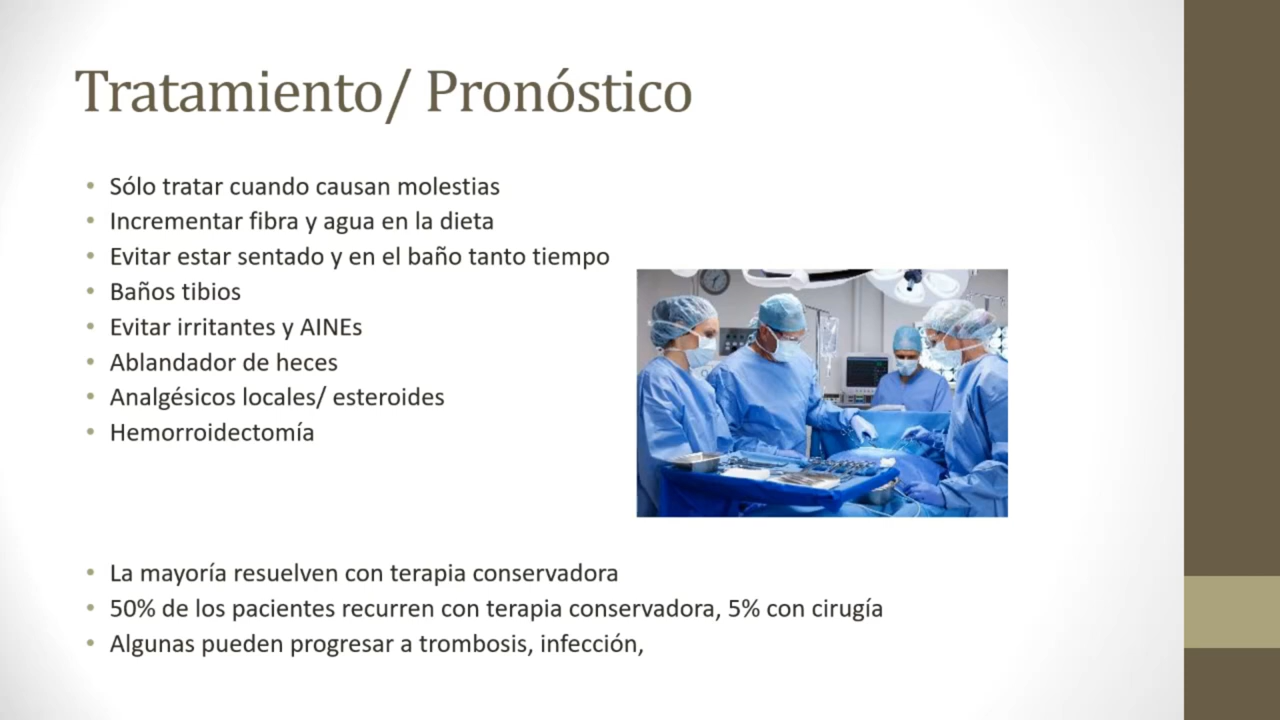 Tratamiento/ Pronóstico
• Sólo tratar cuando causan molestias
• Incrementar fibra y agua en la dieta
• Evitar estar sentado y en el baño tanto tiempo
• Baños tibios
• Evitar irritantes y AINEs
• Ablandador de heces
• Analgésicos locales/ esteroides
• Hemorroidectomía
• La mayoría resuelven con terapia conservadora
• 50% de los pacientes recurren con terapia conservadora, 5% con cirugía
• Algunas pueden progresar a trombosis, infección,